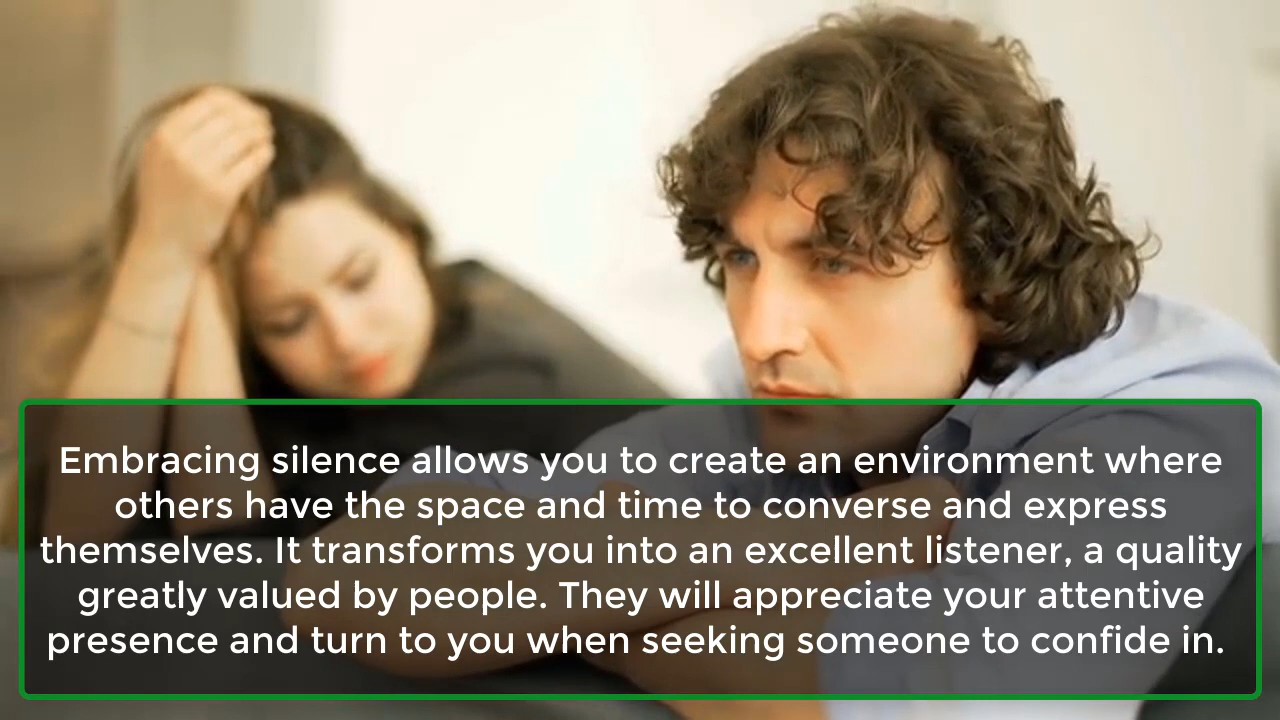 Embracing silence allows you to create an environment where
others have the space and time to converse and express
themselves. It transforms you into an excellent listener, a quality
greatly valued by people. They will appreciate your attentive
presence and turn to you when seeking someone to confide in.